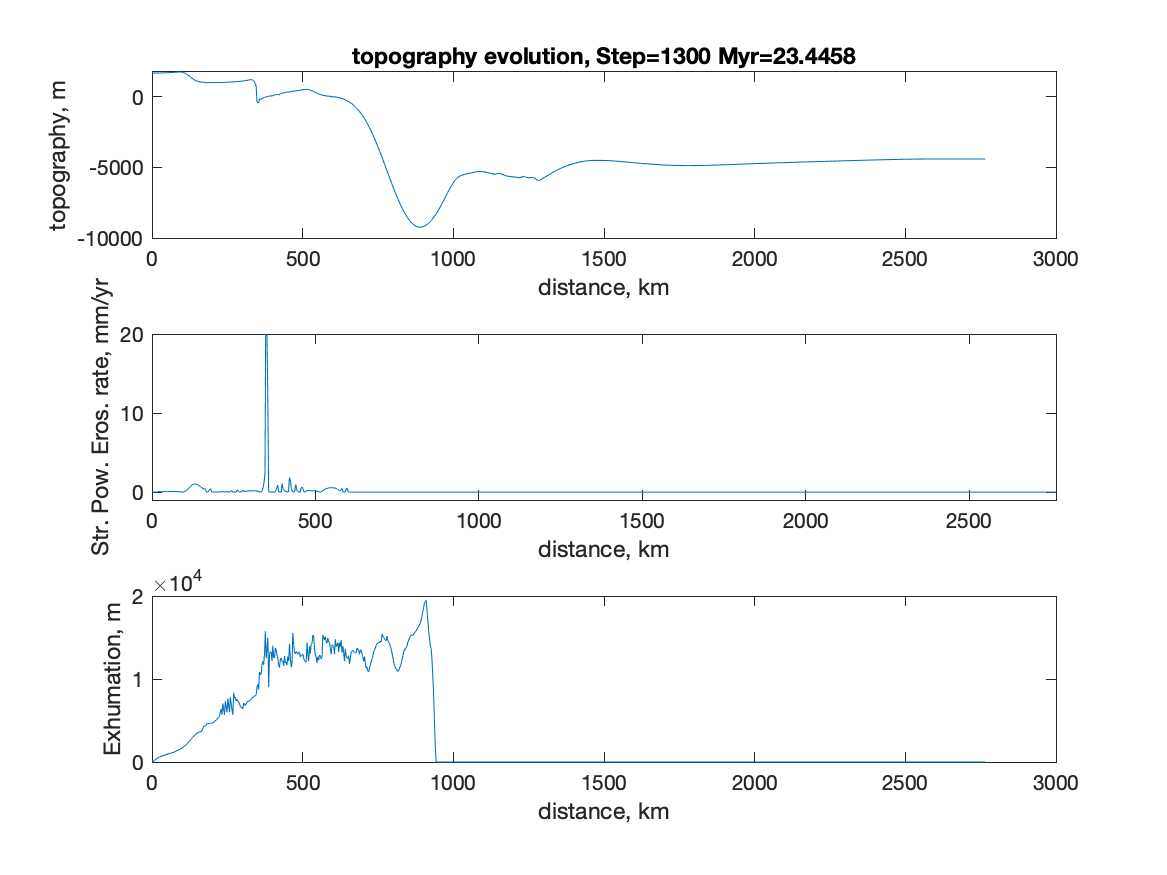 topography evolution, Step=1300 Myr=23.4458
topography, m
0
-5000
-10000
0 500 1000 1500 2000 2500 3000
distance, km
Str. Pow. Eros. rate, mm/yr
20
10
0
0 500 1000 1500 2000 2500
distance, km
×10⁴
Exhumation, m
2
1
0
0 500 1000 1500 2000 2500 3000
distance, km